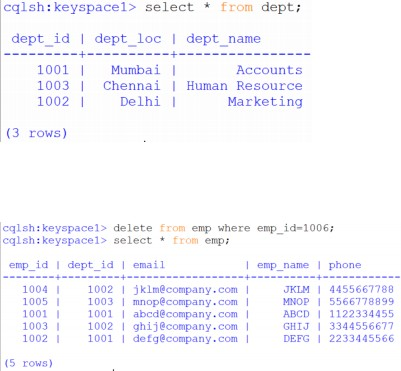 cqlsh:keyspace1> select * from dept;
dept_id | dept_loc | dept_name
---------+----------+----------------
1001 | Mumbai | Accounts
1003 | Chennai | Human Resource
1002 | Delhi | Marketing
(3 rows)
cqlsh:keyspace1> delete from emp where emp_id=1006;
cqlsh:keyspace1> select * from emp;
emp_id | dept_id | email | emp_name | phone
--------+---------+------------------+----------+------------
1004 | 1002 | jklm@company.com | JKLM | 4455667788
1005 | 1003 | mnop@company.com | MNOP | 5566778899
1001 | 1001 | abcd@company.com | ABCD | 1122334455
1003 | 1002 | ghij@company.com | GHIJ | 3344556677
1002 | 1001 | defg@company.com | DEFG | 2233445566
(5 rows)